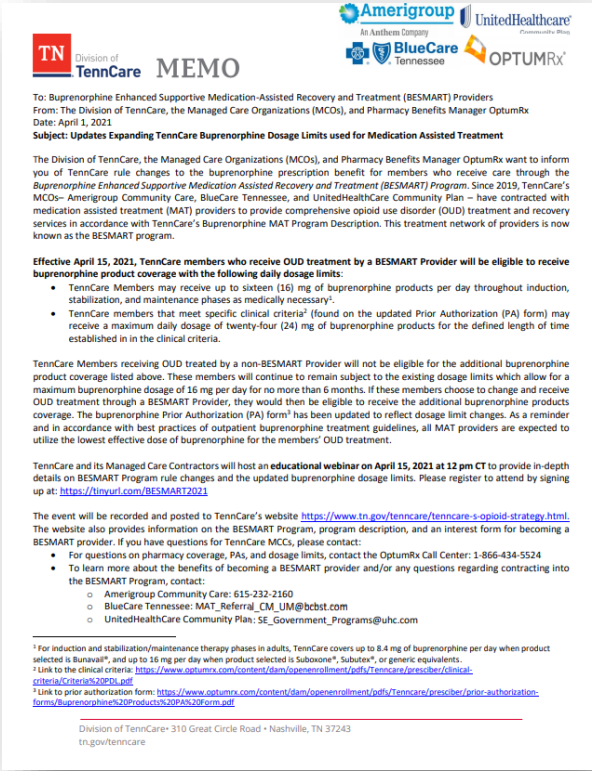 Amerigroup
An Anthem Company
UnitedHealthcare®
Community Plan
BlueCare
Tennessee
OPTUMRx®
TN
Division of
TennCare
MEMO
To: Buprenorphine Enhanced Supportive Medication-Assisted Recovery and Treatment (BESMART) Providers
From: The Division of TennCare, the Managed Care Organizations (MCOs), and Pharmacy Benefits Manager OptumRx
Date: April 1, 2021
Subject: Updates Expanding TennCare Buprenorphine Dosage Limits used for Medication Assisted Treatment
The Division of TennCare, the Managed Care Organizations (MCOs), and Pharmacy Benefits Manager OptumRx want to inform
you of TennCare rule changes to the buprenorphine prescription benefit for members who receive care through the
Buprenorphine Enhanced Supportive Medication Assisted Recovery and Treatment (BESMART) Program. Since 2019, TennCare's
MCOs– Amerigroup Community Care, BlueCare Tennessee, and UnitedHealthCare Community Plan – have contracted with
medication assisted treatment (MAT) providers to provide comprehensive opioid use disorder (OUD) treatment and recovery
services in accordance with TennCare's Buprenorphine MAT Program Description. This treatment network of providers is now
known as the BESMART program.
Effective April 15, 2021, TennCare members who receive OUD treatment by a BESMART Provider will be eligible to receive
buprenorphine product coverage with the following daily dosage limits:
• TennCare Members may receive up to sixteen (16) mg of buprenorphine products per day throughout induction,
stabilization, and maintenance phases as medically necessary¹.
• TennCare members that meet specific clinical criteria² (found on the updated Prior Authorization (PA) form) may
receive a maximum daily dosage of twenty-four (24) mg of buprenorphine products for the defined length of time
established in in the clinical criteria.
TennCare Members receiving OUD treated by a non-BESMART Provider will not be eligible for the additional buprenorphine
product coverage listed above. These members will continue to remain subject to the existing dosage limits which allow for a
maximum buprenorphine dosage of 16 mg per day for no more than 6 months. If these members choose to change and receive
OUD treatment through a BESMART Provider, they would then be eligible to receive the additional buprenorphine products
coverage. The buprenorphine Prior Authorization (PA) form³ has been updated to reflect dosage limit changes. As a reminder
and in accordance with best practices of outpatient buprenorphine treatment guidelines, all MAT providers are expected to
utilize the lowest effective dose of buprenorphine for the members' OUD treatment.
TennCare and its Managed Care Contractors will host an educational webinar on April 15, 2021 at 12 pm CT to provide in-depth
details on BESMART Program rule changes and the updated buprenorphine dosage limits. Please register to attend by signing
up at: https://tinyurl.com/BESMART2021
The event will be recorded and posted to TennCare's website https://www.tn.gov/tenncare/tenncare-s-opioid-strategy.html.
The website also provides information on the BESMART Program, program description, and an interest form for becoming a
BESMART provider. If you have questions for TennCare MCCs, please contact:
• For questions on pharmacy coverage, PAs, and dosage limits, contact the OptumRx Call Center: 1-866-434-5524
• To learn more about the benefits of becoming a BESMART provider and/or any questions regarding contracting into
the BESMART Program, contact:
o Amerigroup Community Care: 615-232-2160
o BlueCare Tennessee: MAT_Referral_CM_UM@bcbst.com
o UnitedHealthCare Community Plan: SE_Government_Programs@uhc.com
¹ For induction and stabilization/maintenance therapy phases in adults, TennCare covers up to 8.4 mg of buprenorphine per day when product
selected is Bunavail®, and up to 16 mg per day when product selected is Suboxone®, Subutex®, or generic equivalents.
² Link to the clinical criteria: https://www.optumrx.com/content/dam/openenrollment/pdfs/Tenncare/presciber/clinical-
criteria/Criteria%20PDL.pdf
³ Link to prior authorization form: https://www.optumrx.com/content/dam/openenrollment/pdfs/Tenncare/presciber/prior-authorization-
forms/Buprenorphine%20Products%20PA%20Form.pdf
Division of TennCare• 310 Great Circle Road • Nashville, TN 37243
tn.gov/tenncare